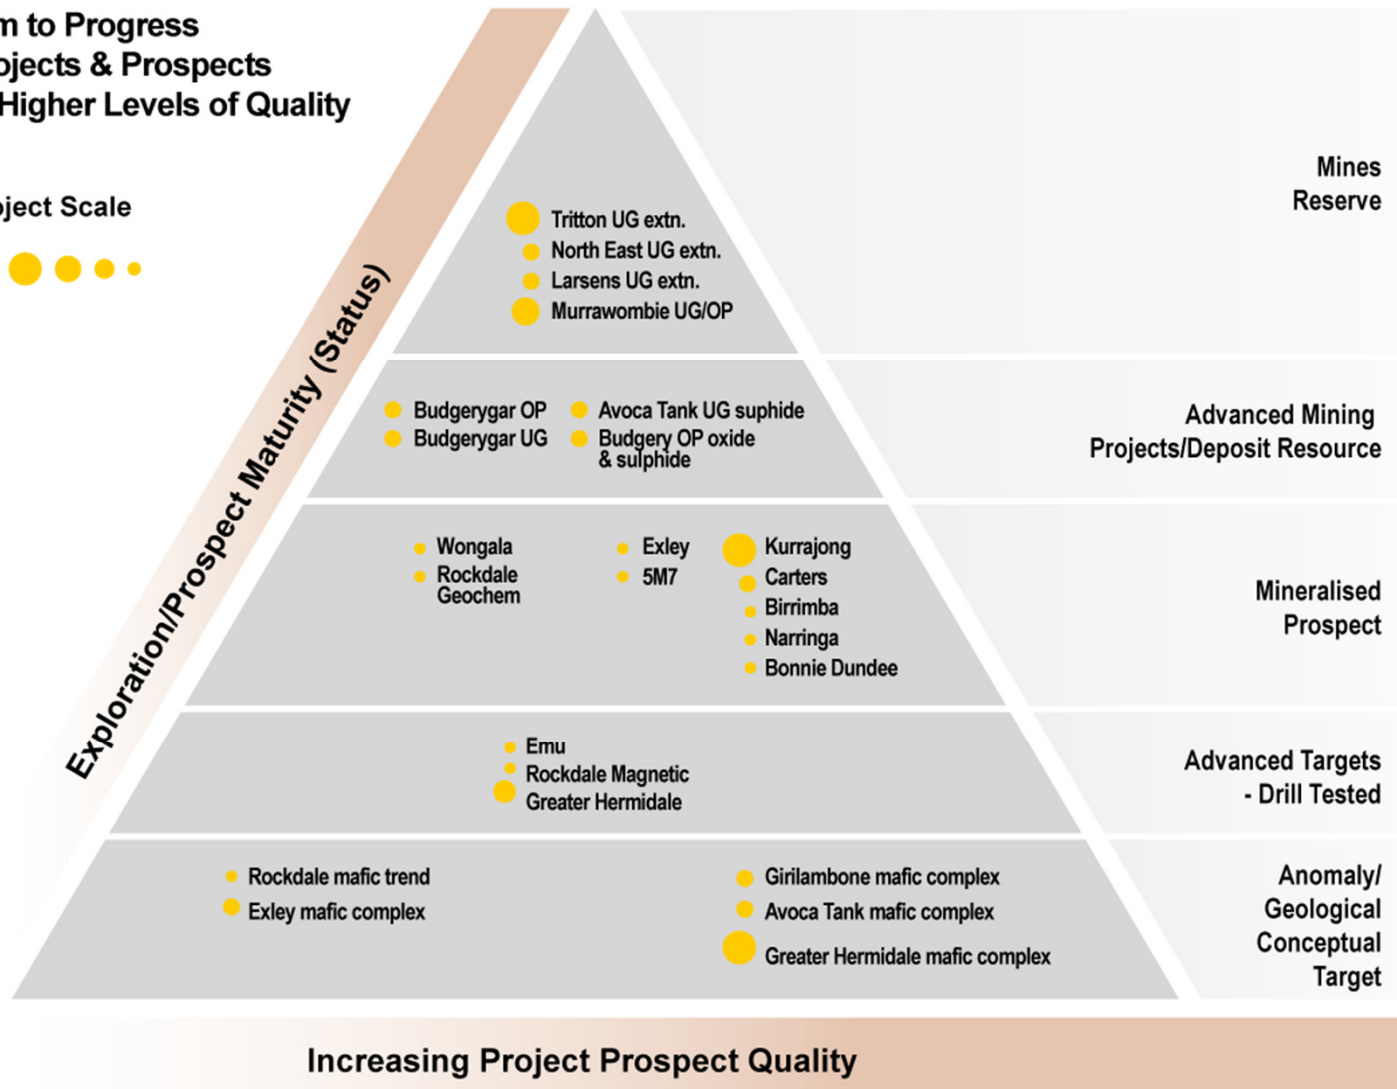 m to Progress
ojects & Prospects
Higher Levels of Quality
oject Scale
Exploration/Prospect Maturity (Status)
Tritton UG extn.
North East UG extn.
Larsens UG extn.
Murrawombie UG/OP
Mines
Reserve
Budgerygar OP
Budgerygar UG
Avoca Tank UG suphide
Budgery OP oxide
& sulphide
Advanced Mining
Projects/Deposit Resource
Wongala
Rockdale
Geochem
Exley
5M7
Kurrajong
Carters
Birrimba
Narringa
Bonnie Dundee
Mineralised
Prospect
Emu
Rockdale Magnetic
Greater Hermidale
Advanced Targets
- Drill Tested
Rockdale mafic trend
Exley mafic complex
Girilambone mafic complex
Avoca Tank mafic complex
Greater Hermidale mafic complex
Anomaly/
Geological
Conceptual
Target
Increasing Project Prospect Quality